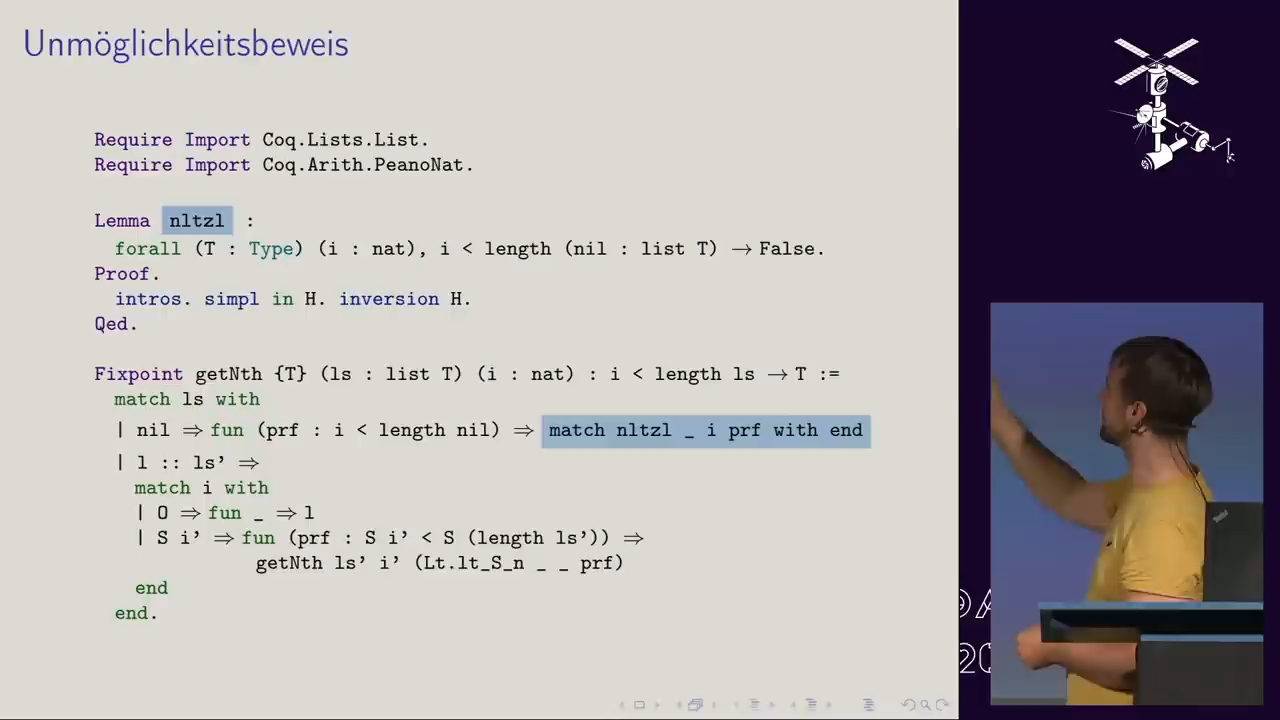 Unmöglichkeitsbeweis
Require Import Coq.Lists.List.
Require Import Coq.Arith.PeanoNat.
Lemma nltzl :
forall (T : Type) (i : nat), i < length (nil : list T) → False.
Proof.
intros. simpl in H. inversion H.
Qed.
Fixpoint getNth {T} (ls : list T) (i : nat) : i < length ls → T :=
match ls with
| nil ⇒ fun (prf : i < length nil) ⇒ match nltzl _ i prf with end
| l :: ls’ ⇒
match i with
| O ⇒ fun _ ⇒ l
| S i’ ⇒ fun (prf : S i’ < S (length ls’)) ⇒
getNth ls’ i’ (Lt.lt_S_n _ _ prf)
end
end.